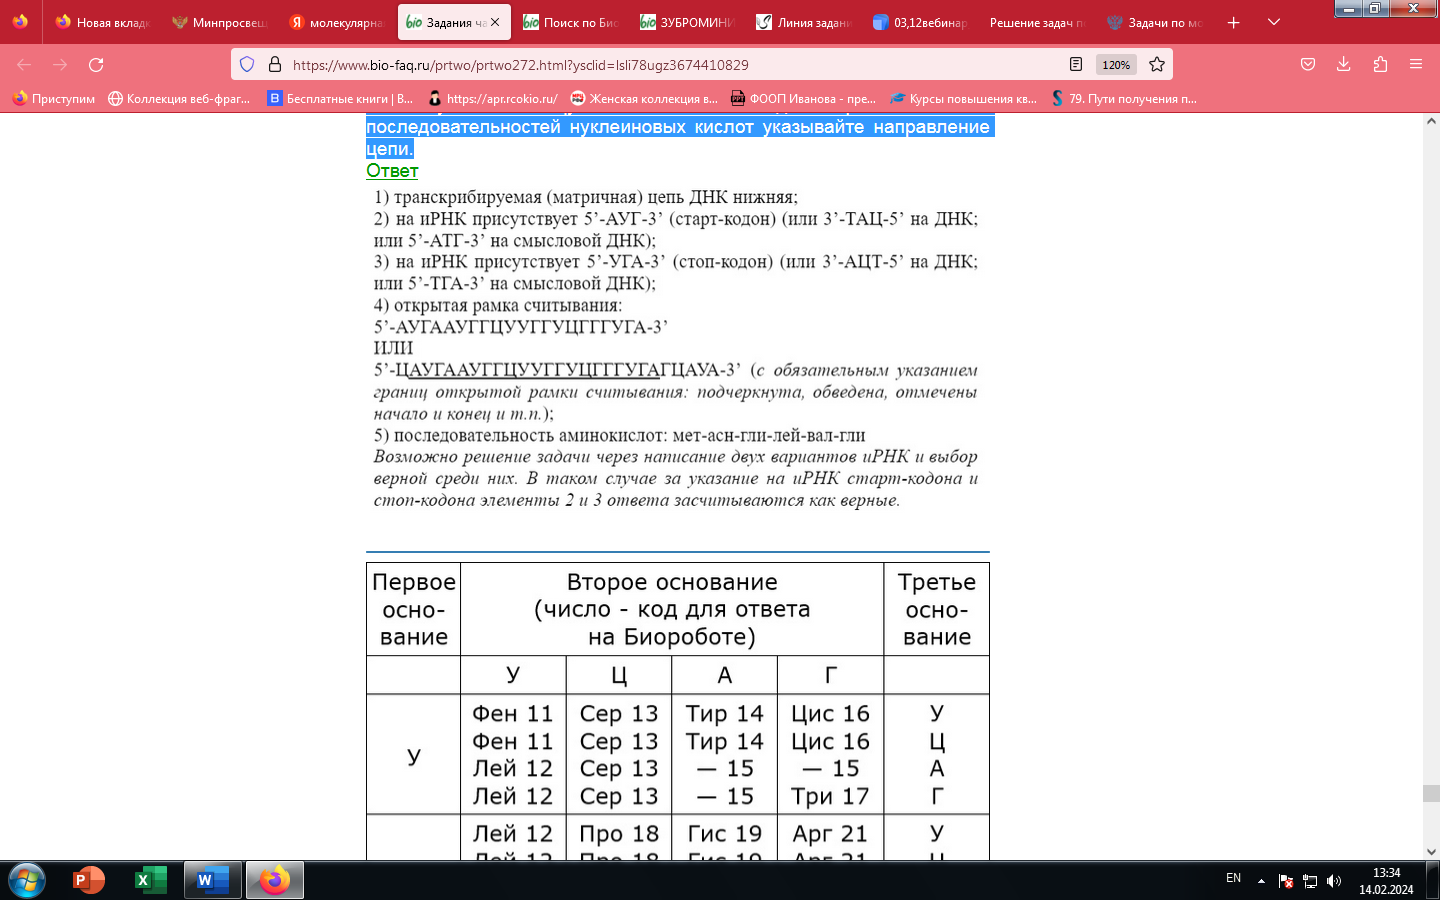 Новая вкладк
Минпросвещ
молекулярна
Задания ча
Поиск по Био
ЗУБРОМИНИ
Линия задани
03,12вебинар
Решение задач п
Задачи по мо
https://www.bio-faq.ru/prtwo/prtwo272.html?ysclid=lsli78ugz3674410829
120%
Приступим
Коллекция веб-фраг...
Бесплатные книги | В...
https://apr.rcokio.ru/
Женская коллекция в...
ФООП Иванова - пре...
Курсы повышения кв...
79. Пути получения п...
последовательностей нуклеиновых кислот указывайте направление
цепи.
Ответ
1) транскрибируемая (матричная) цепь ДНК нижняя;
2) на иРНК присутствует 5’-АУГ-3’ (старт-кодон) (или 3’-ТАЦ-5’ на ДНК;
или 5’-АТГ-3’ на смысловой ДНК);
3) на иРНК присутствует 5’-УГА-3’ (стоп-кодон) (или 3’-АЦТ-5’ на ДНК;
или 5’-ТГА-3’ на смысловой ДНК);
4) открытая рамка считывания:
5’-АУГААУГГЦУУГГУЦГГГУГА-3’
ИЛИ
5’-ЦАУГААУГГЦУУГГУЦГГГУГАГЦАУА-3’ (с обязательным указанием
границ открытой рамки считывания: подчеркнута, обведена, отмечены
начало и конец и т.п.);
5) последовательность аминокислот: мет-асн-гли-лей-вал-гли
Возможно решение задачи через написание двух вариантов иРНК и выбор
верной среди них. В таком случае за указание на иРНК старт-кодона и
стоп-кодона элементы 2 и 3 ответа засчитываются как верные.
Первое осно-вание
Второе основание
(число - код для ответа
на Биороботе)
Третье осно-вание
У Ц А Г
У
Фен 11 Сер 13 Тир 14 Цис 16 У
Фен 11 Сер 13 Тир 14 Цис 16 Ц
Лей 12 Сер 13 — 15 — 15 А
Лей 12 Сер 13 — 15 Три 17 Г
Лей 12 Про 18 Гис 19 Арг 21 У
EN
13:34
14.02.2024